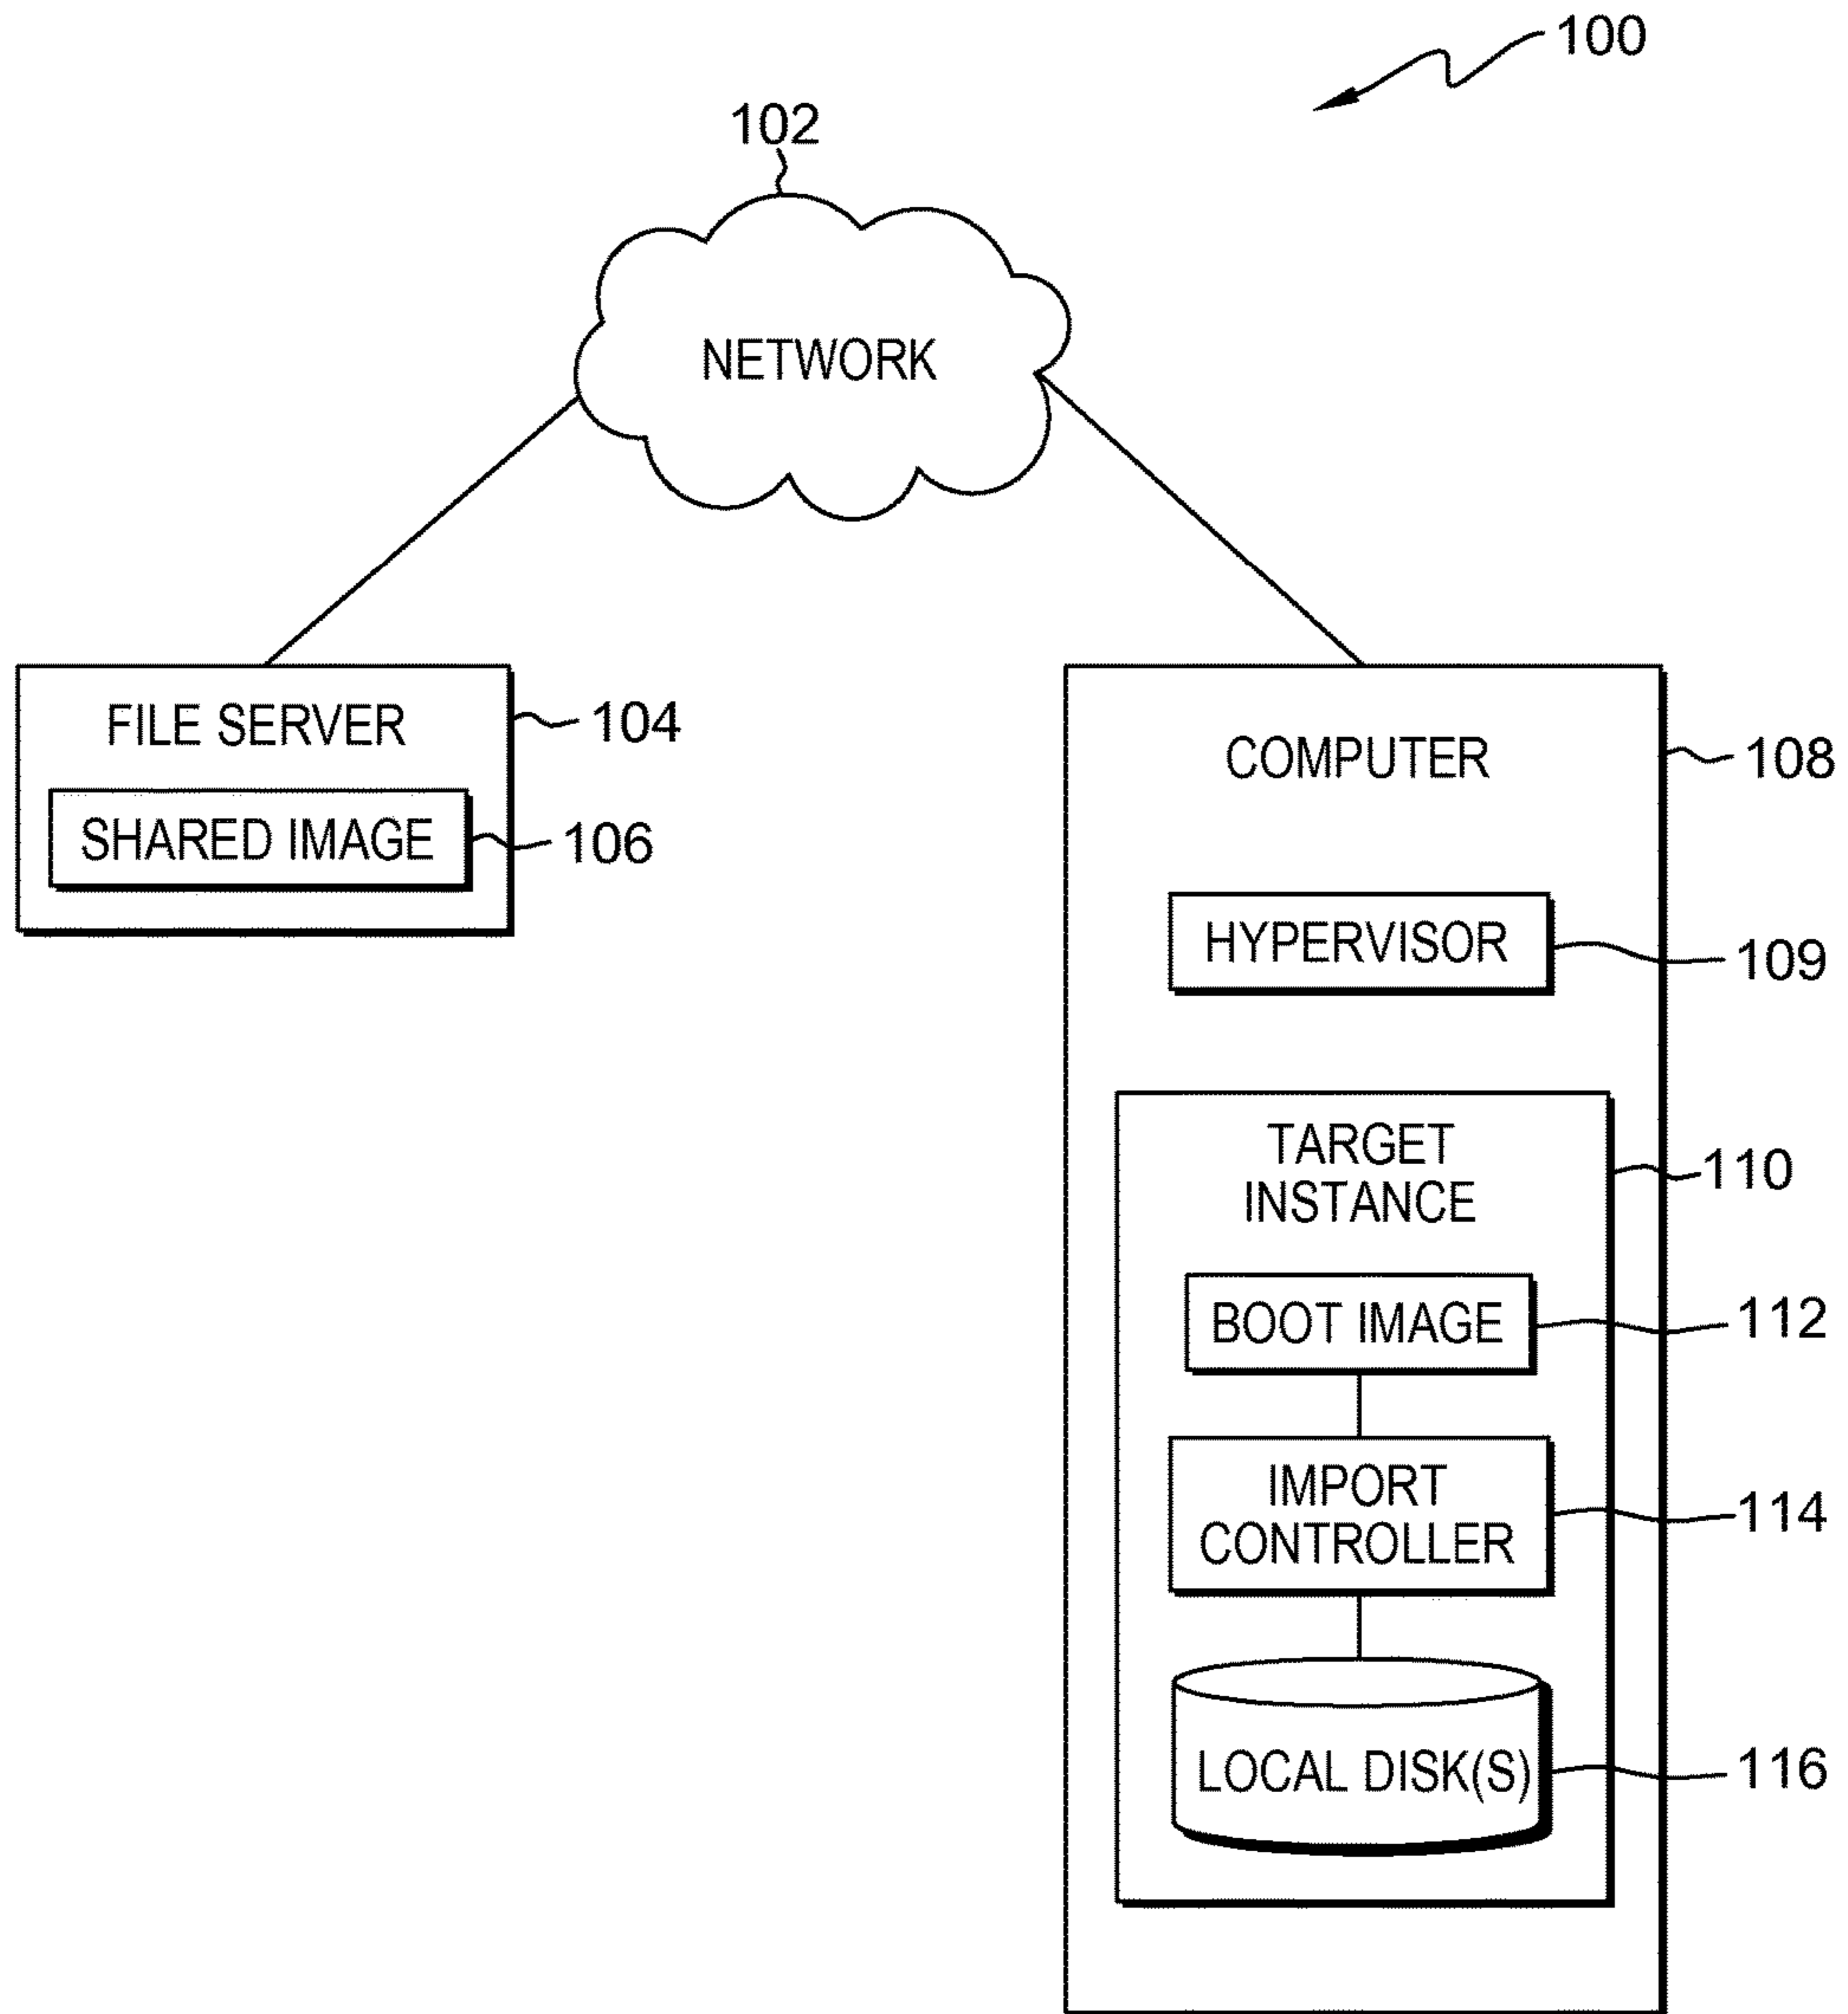 100
102
NETWORK
FILE SERVER
104
SHARED IMAGE
106
COMPUTER
108
HYPERVISOR
109
TARGET
INSTANCE
110
BOOT IMAGE
112
IMPORT
CONTROLLER
114
LOCAL DISK(S)
116